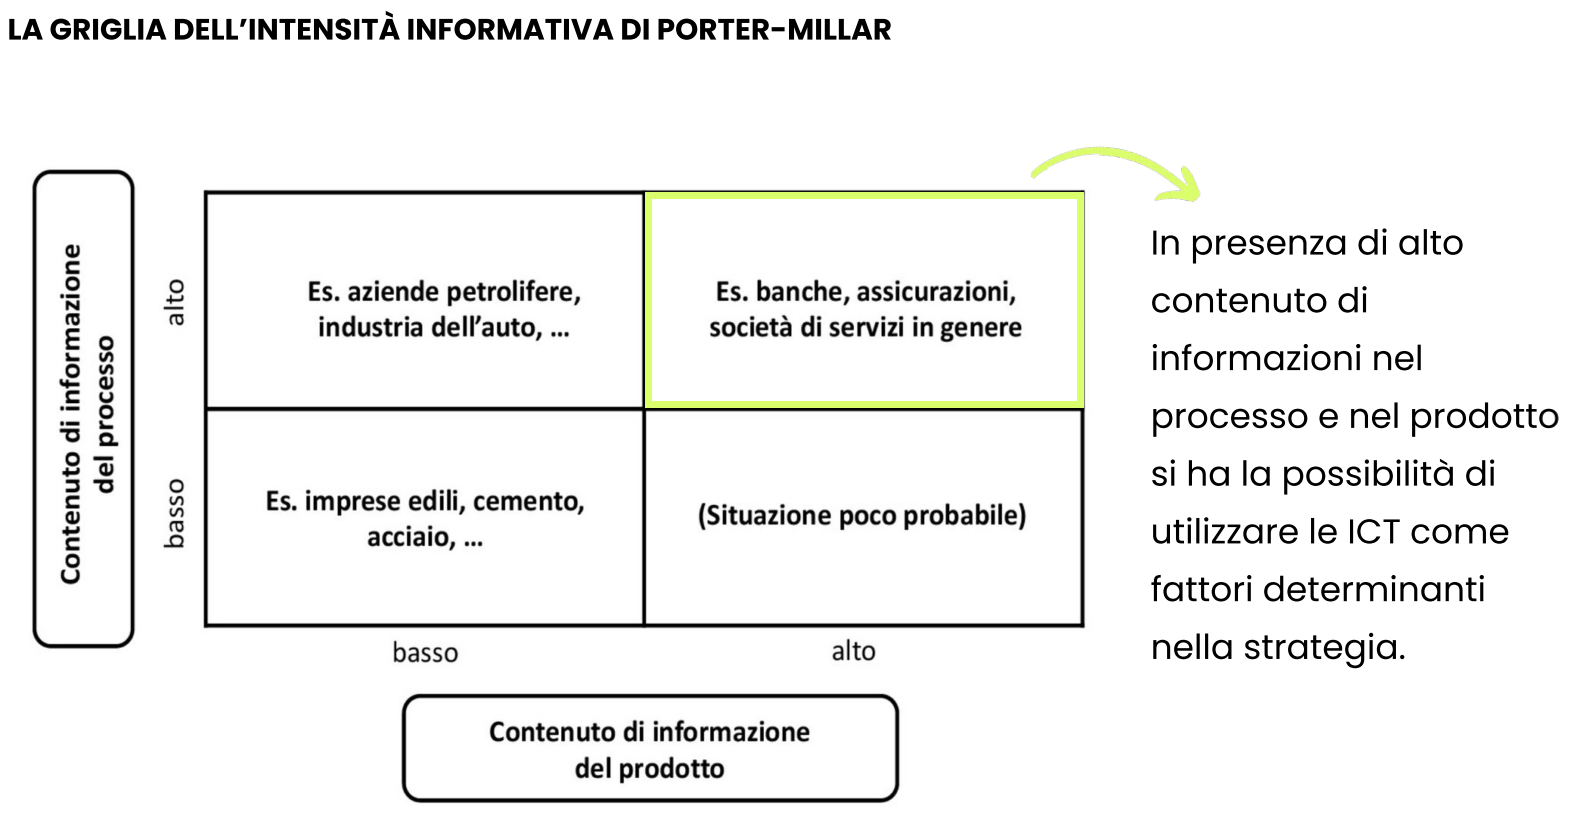 LA GRIGLIA DELL’INTENSITÀ INFORMATIVA DI PORTER-MILLAR
Contenuto di informazione
del processo
alto
basso
Es. aziende petrolifere,
industria dell’auto, ...
Es. banche, assicurazioni,
società di servizi in genere
Es. imprese edili, cemento,
acciaio, ...
(Situazione poco probabile)
basso
alto
Contenuto di informazione
del prodotto
In presenza di alto
contenuto di
informazioni nel
processo e nel prodotto
si ha la possibilità di
utilizzare le ICT come
fattori determinanti
nella strategia.